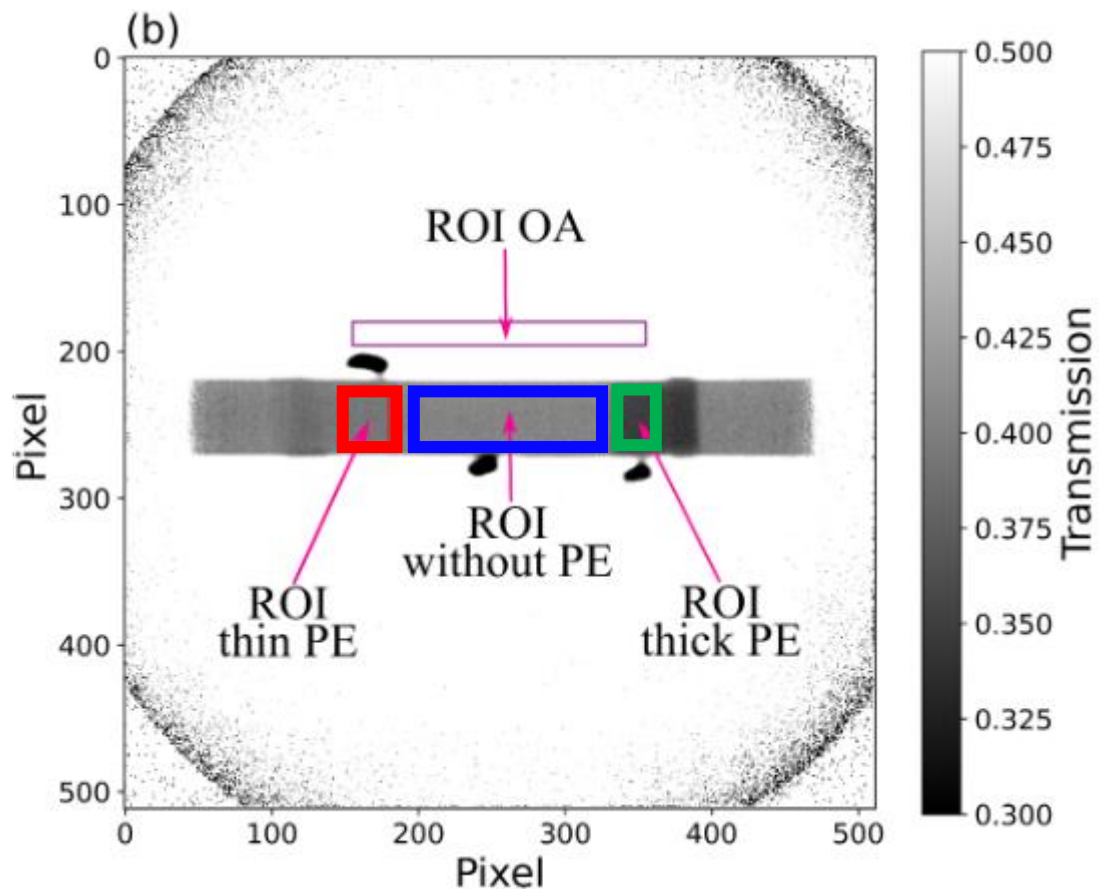 (b)
0
100
200
300
400
500
Pixel
0
100
200
300
400
500
Pixel
ROI OA
ROI
without PE
ROI
thin PE
ROI
thick PE
0.500
0.475
0.450
0.425
0.400
0.375
0.350
0.325
0.300
Transmission